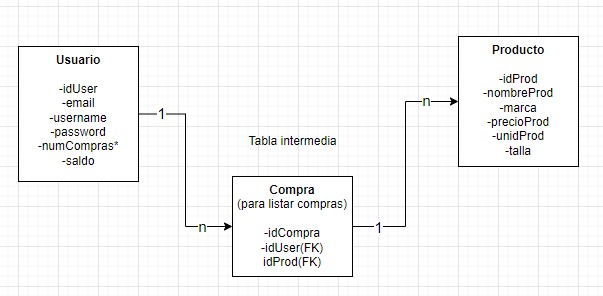 Usuario
-idUser
-email
-username
-password
-numCompras*
-saldo
1
n
Tabla intermedia
Compra
(para listar compras)
-idCompra
-idUser(FK)
idProd(FK)
1
n
Producto
-idProd
-nombreProd
-marca
-precioProd
-unidProd
-talla